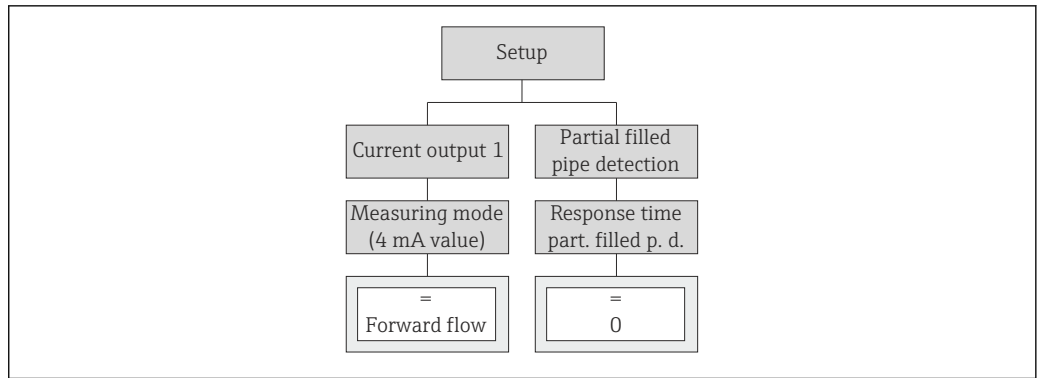 Setup
Current output 1
Partial filled
pipe detection
Measuring mode
(4 mA value)
Response time
part. filled p. d.
=
Forward flow
=
0